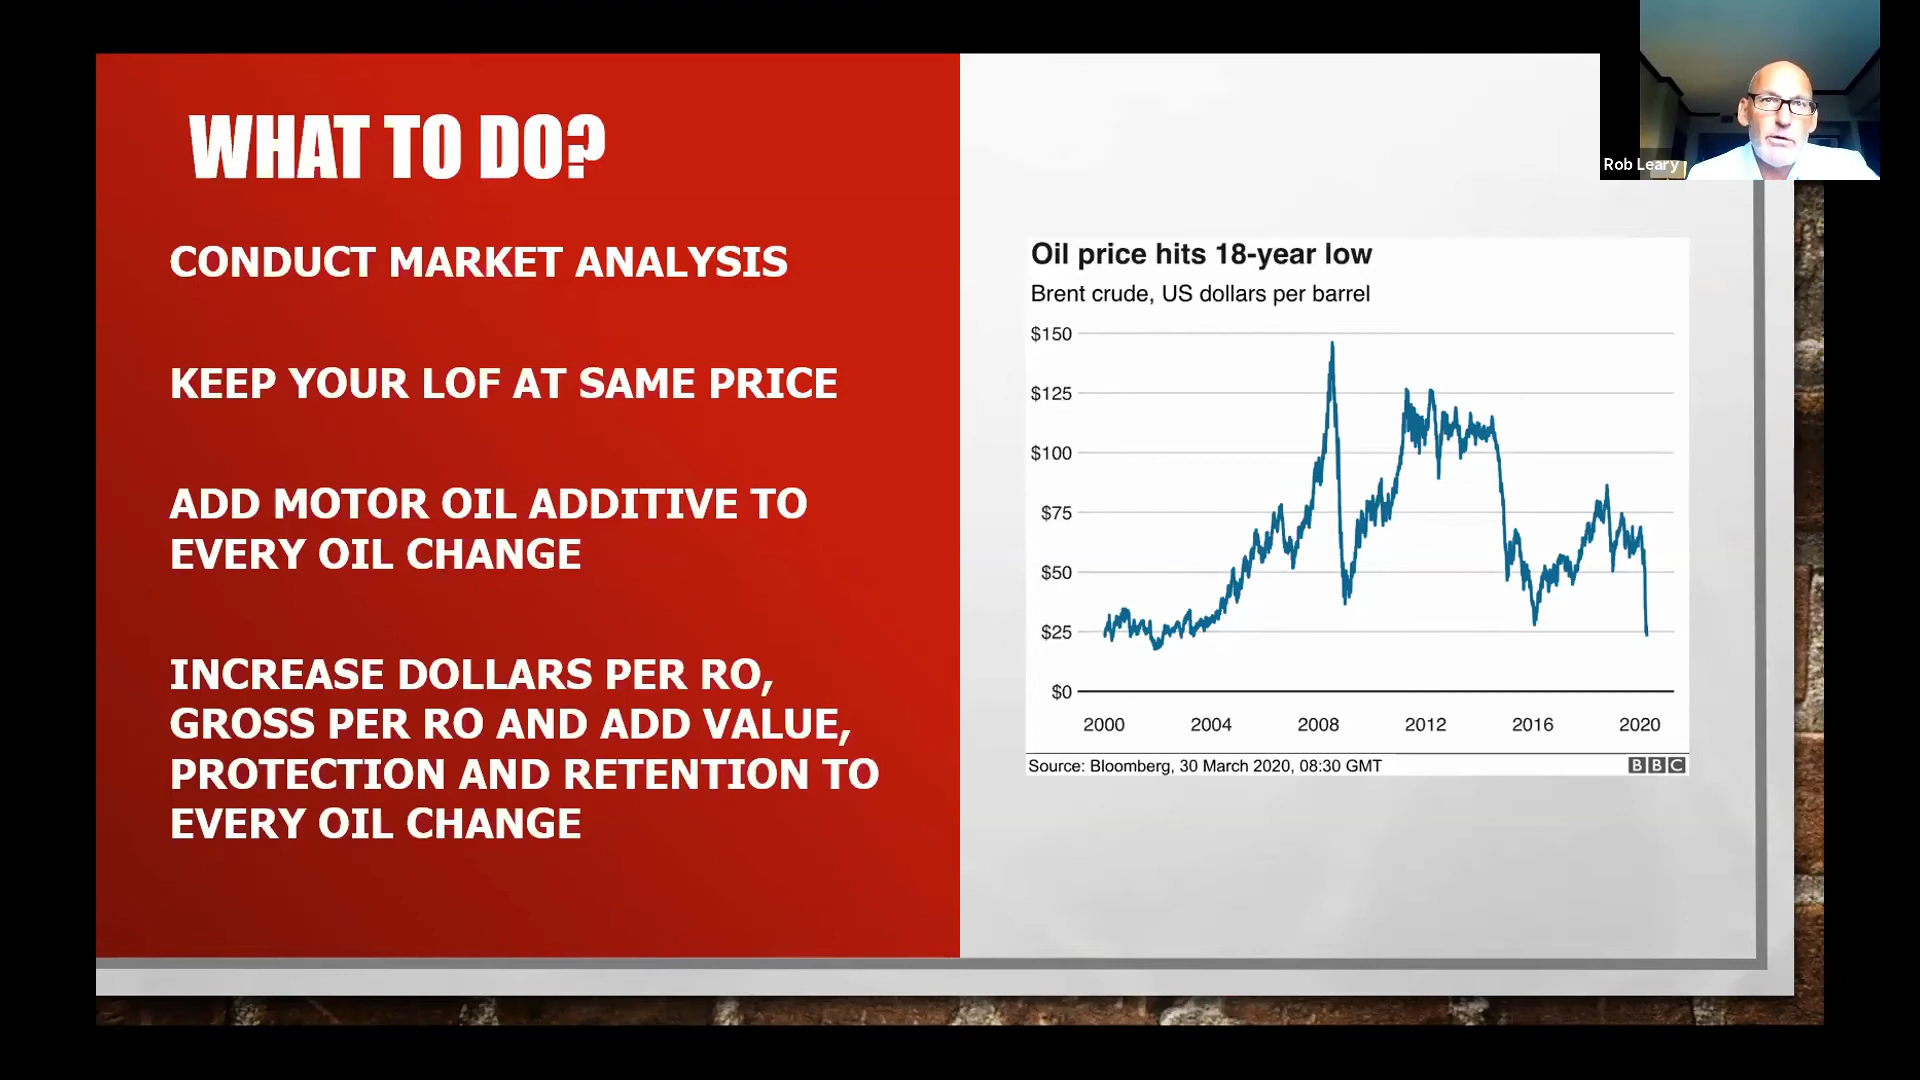 WHAT TO DO?
CONDUCT MARKET ANALYSIS
KEEP YOUR LOF AT SAME PRICE
ADD MOTOR OIL ADDITIVE TO
EVERY OIL CHANGE
INCREASE DOLLARS PER RO,
GROSS PER RO AND ADD VALUE,
PROTECTION AND RETENTION TO
EVERY OIL CHANGE
Rob Leary
Oil price hits 18-year low
Brent crude, US dollars per barrel
$150
$125
$100
$75
$50
$25
$0
2000 2004 2008 2012 2016 2020
Source: Bloomberg, 30 March 2020, 08:30 GMT
BBC